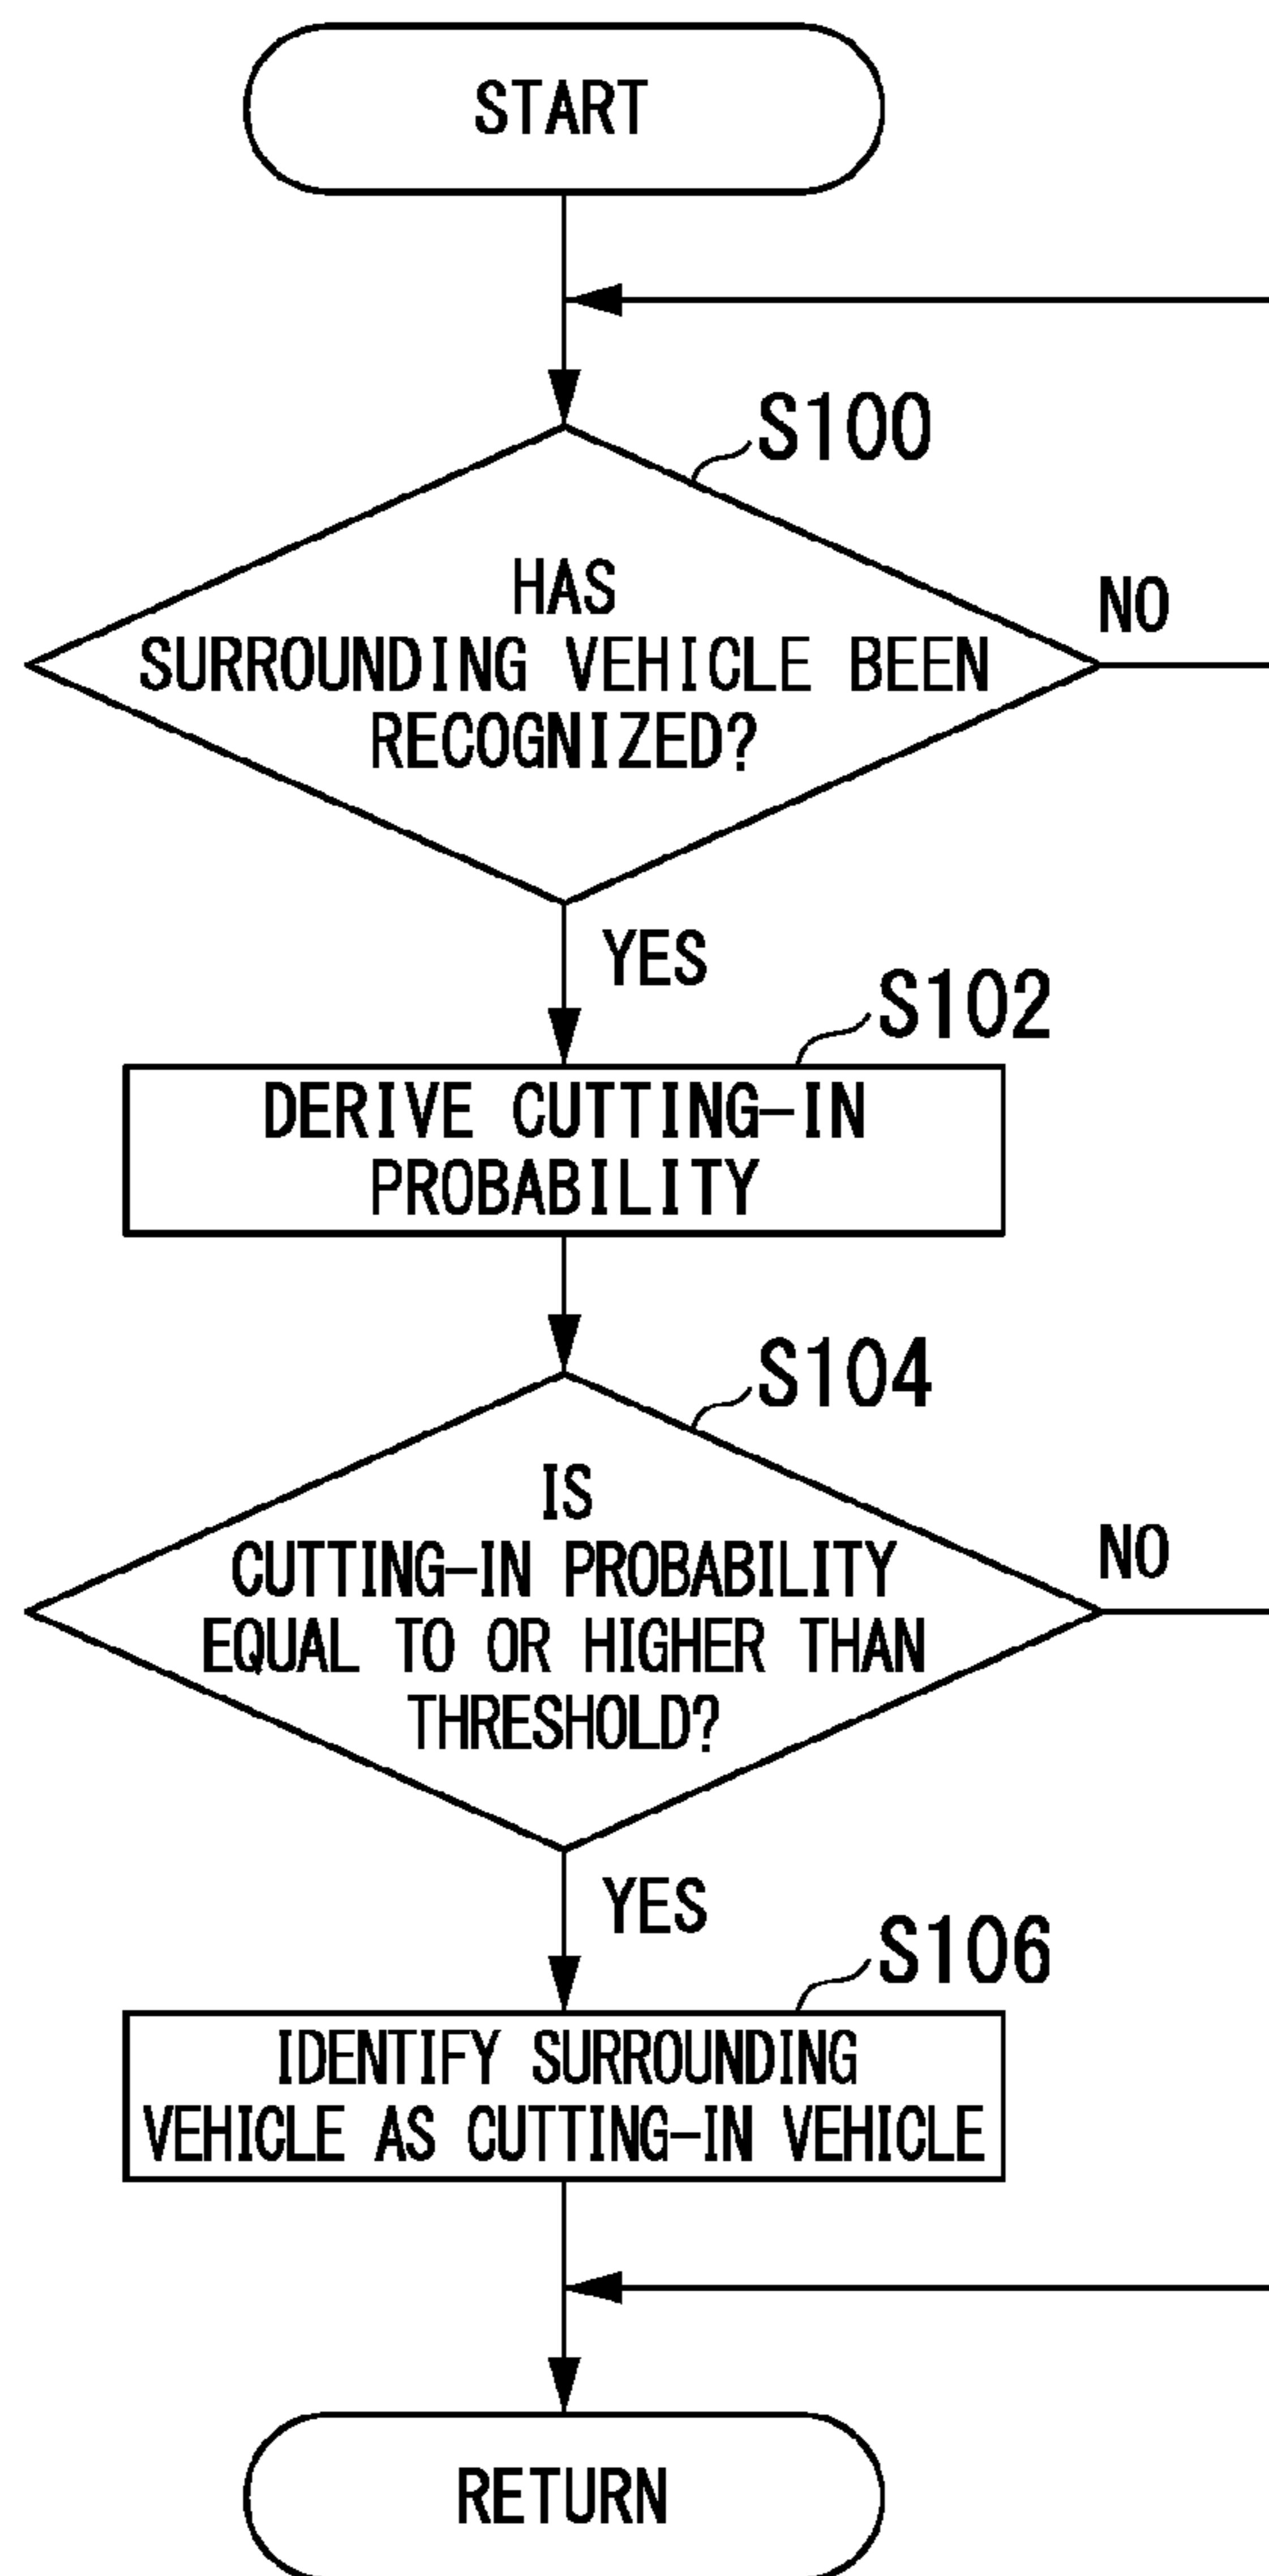 START
S100
HAS
SURROUNDING VEHICLE BEEN
RECOGNIZED?
NO
YES
S102
DERIVE CUTTING-IN
PROBABILITY
S104
IS
CUTTING-IN PROBABILITY
EQUAL TO OR HIGHER THAN
THRESHOLD?
NO
YES
S106
IDENTIFY SURROUNDING
VEHICLE AS CUTTING-IN VEHICLE
RETURN